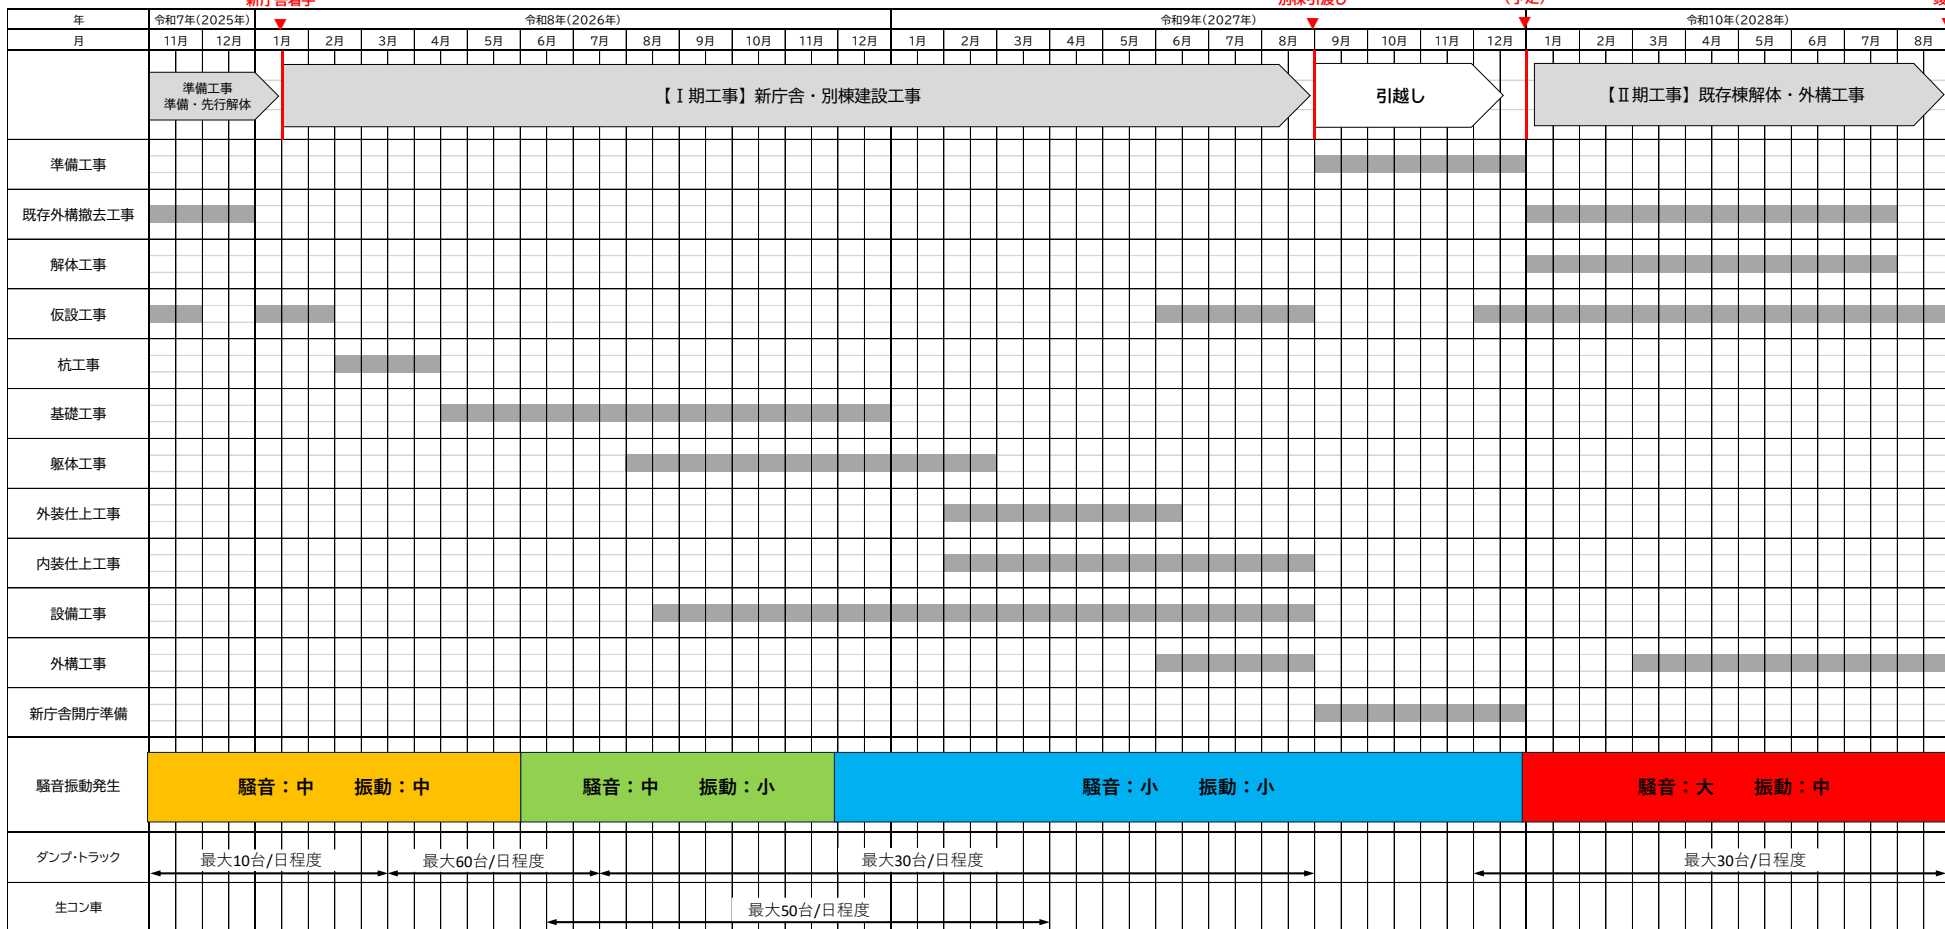 新庁舎着手
別棟引渡し
(予定)
年 令和7年(2025年) 令和8年(2026年) 令和9年(2027年) 令和10年(2028年)
月 11月 12月 1月 2月 3月 4月 5月 6月 7月 8月 9月 10月 11月 12月 1月 2月 3月 4月 5月 6月 7月 8月 9月 10月 11月 12月 1月 2月 3月 4月 5月 6月 7月 8月
準備工事
準備・先行解体
【Ⅰ期工事】新庁舎・別棟建設工事
引越し
【Ⅱ期工事】既存棟解体・外構工事
準備工事
既存外構撤去工事
解体工事
仮設工事
杭工事
基礎工事
躯体工事
外装仕上工事
内装仕上工事
設備工事
外構工事
新庁舎開庁準備
騒音振動発生 騒音：中 振動：中 騒音：中 振動：小 騒音：小 振動：小 騒音：大 振動：中
ダンプ・トラック 最大10台/日程度 最大60台/日程度 最大30台/日程度 最大30台/日程度
生コン車 最大50台/日程度